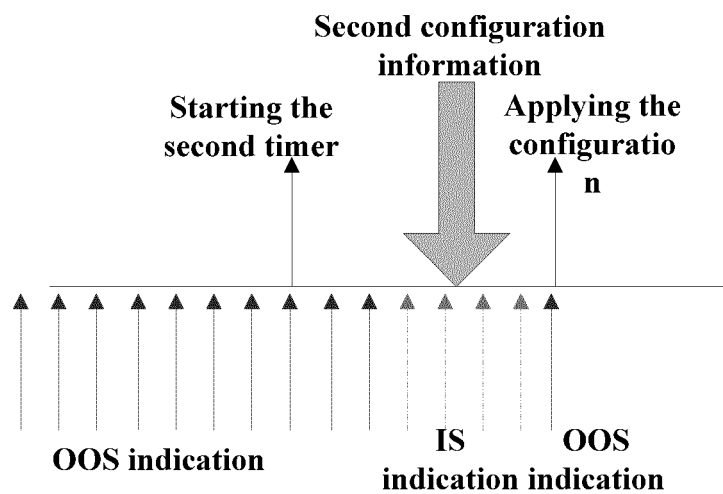 Second configuration
information
Starting the
second timer
Applying the
configuratio
n
OOS indication
IS
indication
OOS
indication